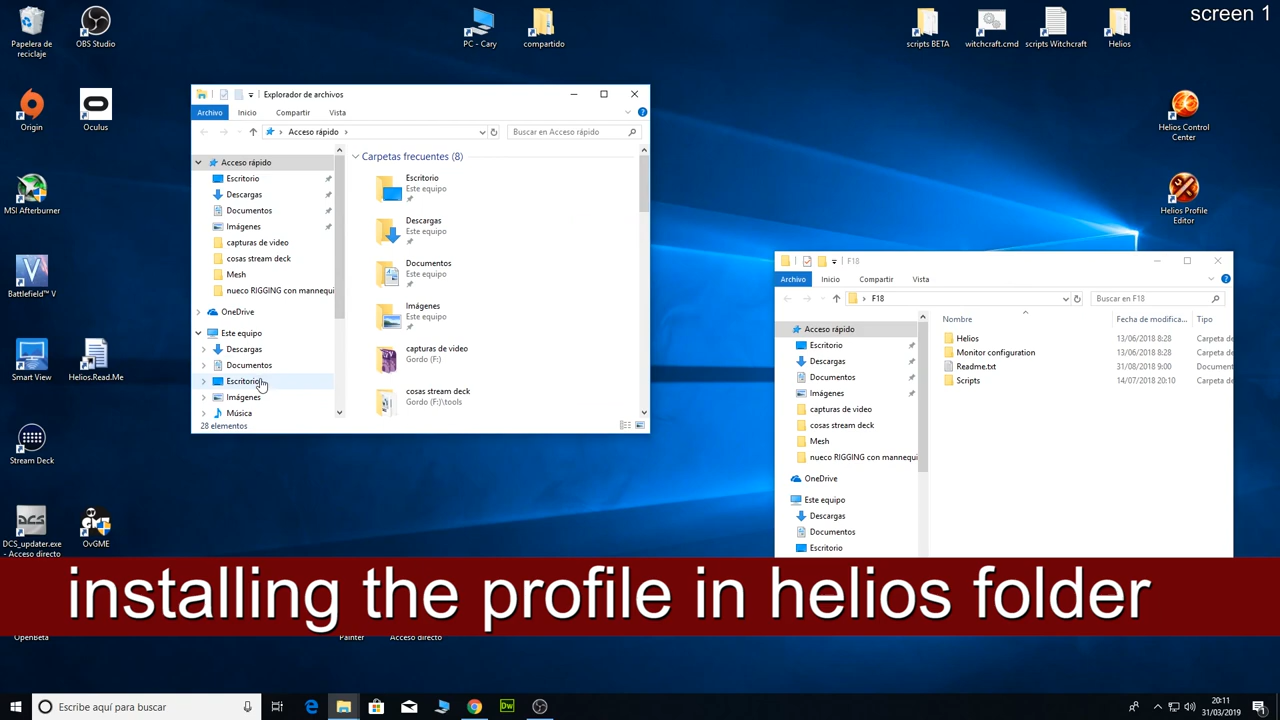 screen 1
Papelera de
reciclaje
OBS Studio
PC - Cary
compartido
scripts BETA
witchcraft.cmd
scripts Witchcraft
Helios
Origin
Oculus
Helios Control
Center
MSI Afterburner
Helios Profile
Editor
Battlefield™ V
Smart View
Helios.Read.Me
Stream Deck
DCS_updater.exe
- Acceso directo
OvGME
Explorador de archivos
Archivo
Inicio
Compartir
Vista
Acceso rápido
Buscar en Acceso rápido
Acceso rápido
Escritorio
Descargas
Documentos
Imágenes
capturas de video
cosas stream deck
Mesh
nueco RIGGING con mannequi
OneDrive
Este equipo
Descargas
Documentos
Escritorio
Imágenes
Música
Carpetas frecuentes (8)
Escritorio
Este equipo
Descargas
Este equipo
Documentos
Este equipo
Imágenes
Este equipo
capturas de video
Gordo (F:)
cosas stream deck
Gordo (F:)\tools
28 elementos
F18
Archivo
Inicio
Compartir
Vista
F18
Buscar en F18
Acceso rápido
Escritorio
Descargas
Documentos
Imágenes
capturas de video
cosas stream deck
Mesh
nueco RIGGING con mannequi
OneDrive
Este equipo
Descargas
Documentos
Escritorio
Nombre
Fecha de modifica...
Tipo
Helios
13/06/2018 8:28
Carpeta de
Monitor configuration
13/06/2018 8:28
Carpeta de
Readme.txt
31/08/2018 9:00
Document
Scripts
14/07/2018 20:10
Carpeta de
installing the profile in helios folder
Openbeta
Painter
Acceso directo
Escribe aquí para buscar
Dw
20:11
31/03/2019